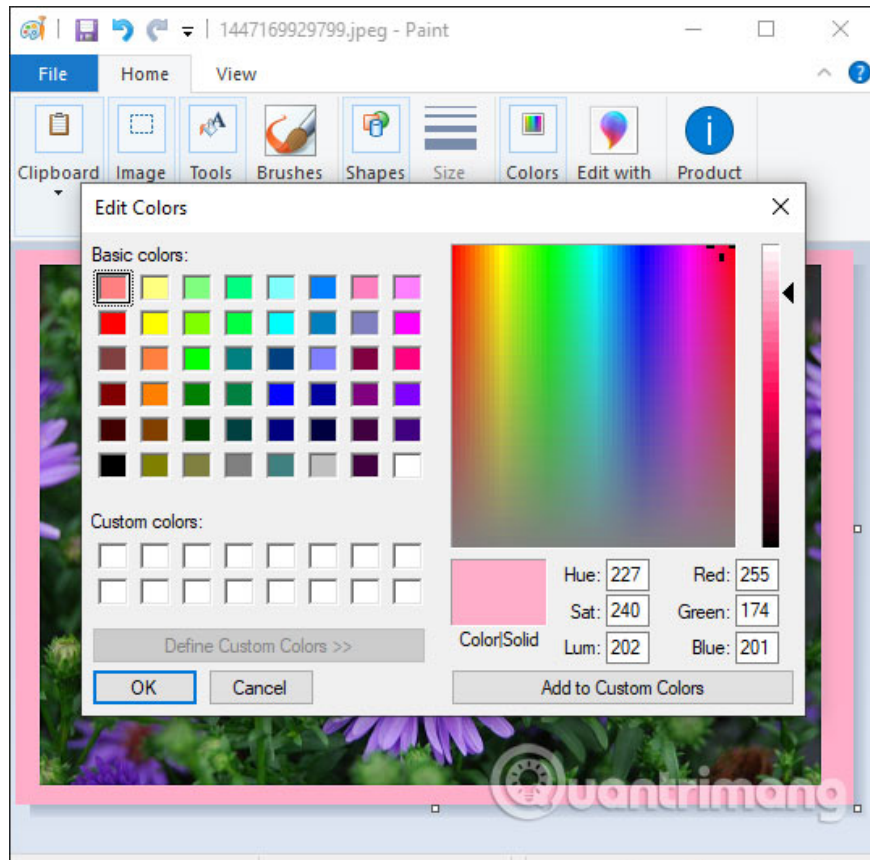 1447169929799.jpeg - Paint
File Home View
Clipboard Image Tools Brushes Shapes Size Colors Edit with Product
Edit Colors
Basic colors:
Custom colors:
Define Custom Colors >>
OK Cancel
Color|Solid
Hue: 227 Red: 255
Sat: 240 Green: 174
Lum: 202 Blue: 201
Add to Custom Colors
Quantrimang